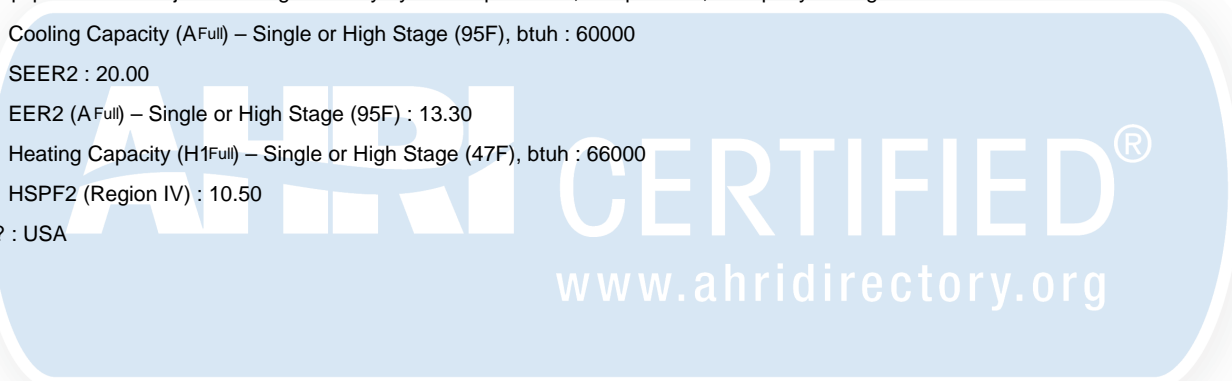 Cooling Capacity (AFull) – Single or High Stage (95F), btuh : 60000
SEER2 : 20.00
EER2 (AFull) – Single or High Stage (95F) : 13.30
Heating Capacity (H1Full) – Single or High Stage (47F), btuh : 66000
HSPF2 (Region IV) : 10.50
? : USA
AHRI CERTIFIED®
www.ahridirectory.org